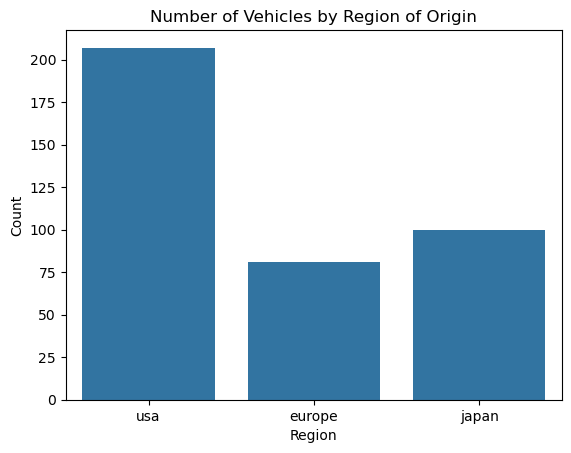 Number of Vehicles by Region of Origin
Count
200
175
150
125
100
75
50
25
0
usa europe japan
Region